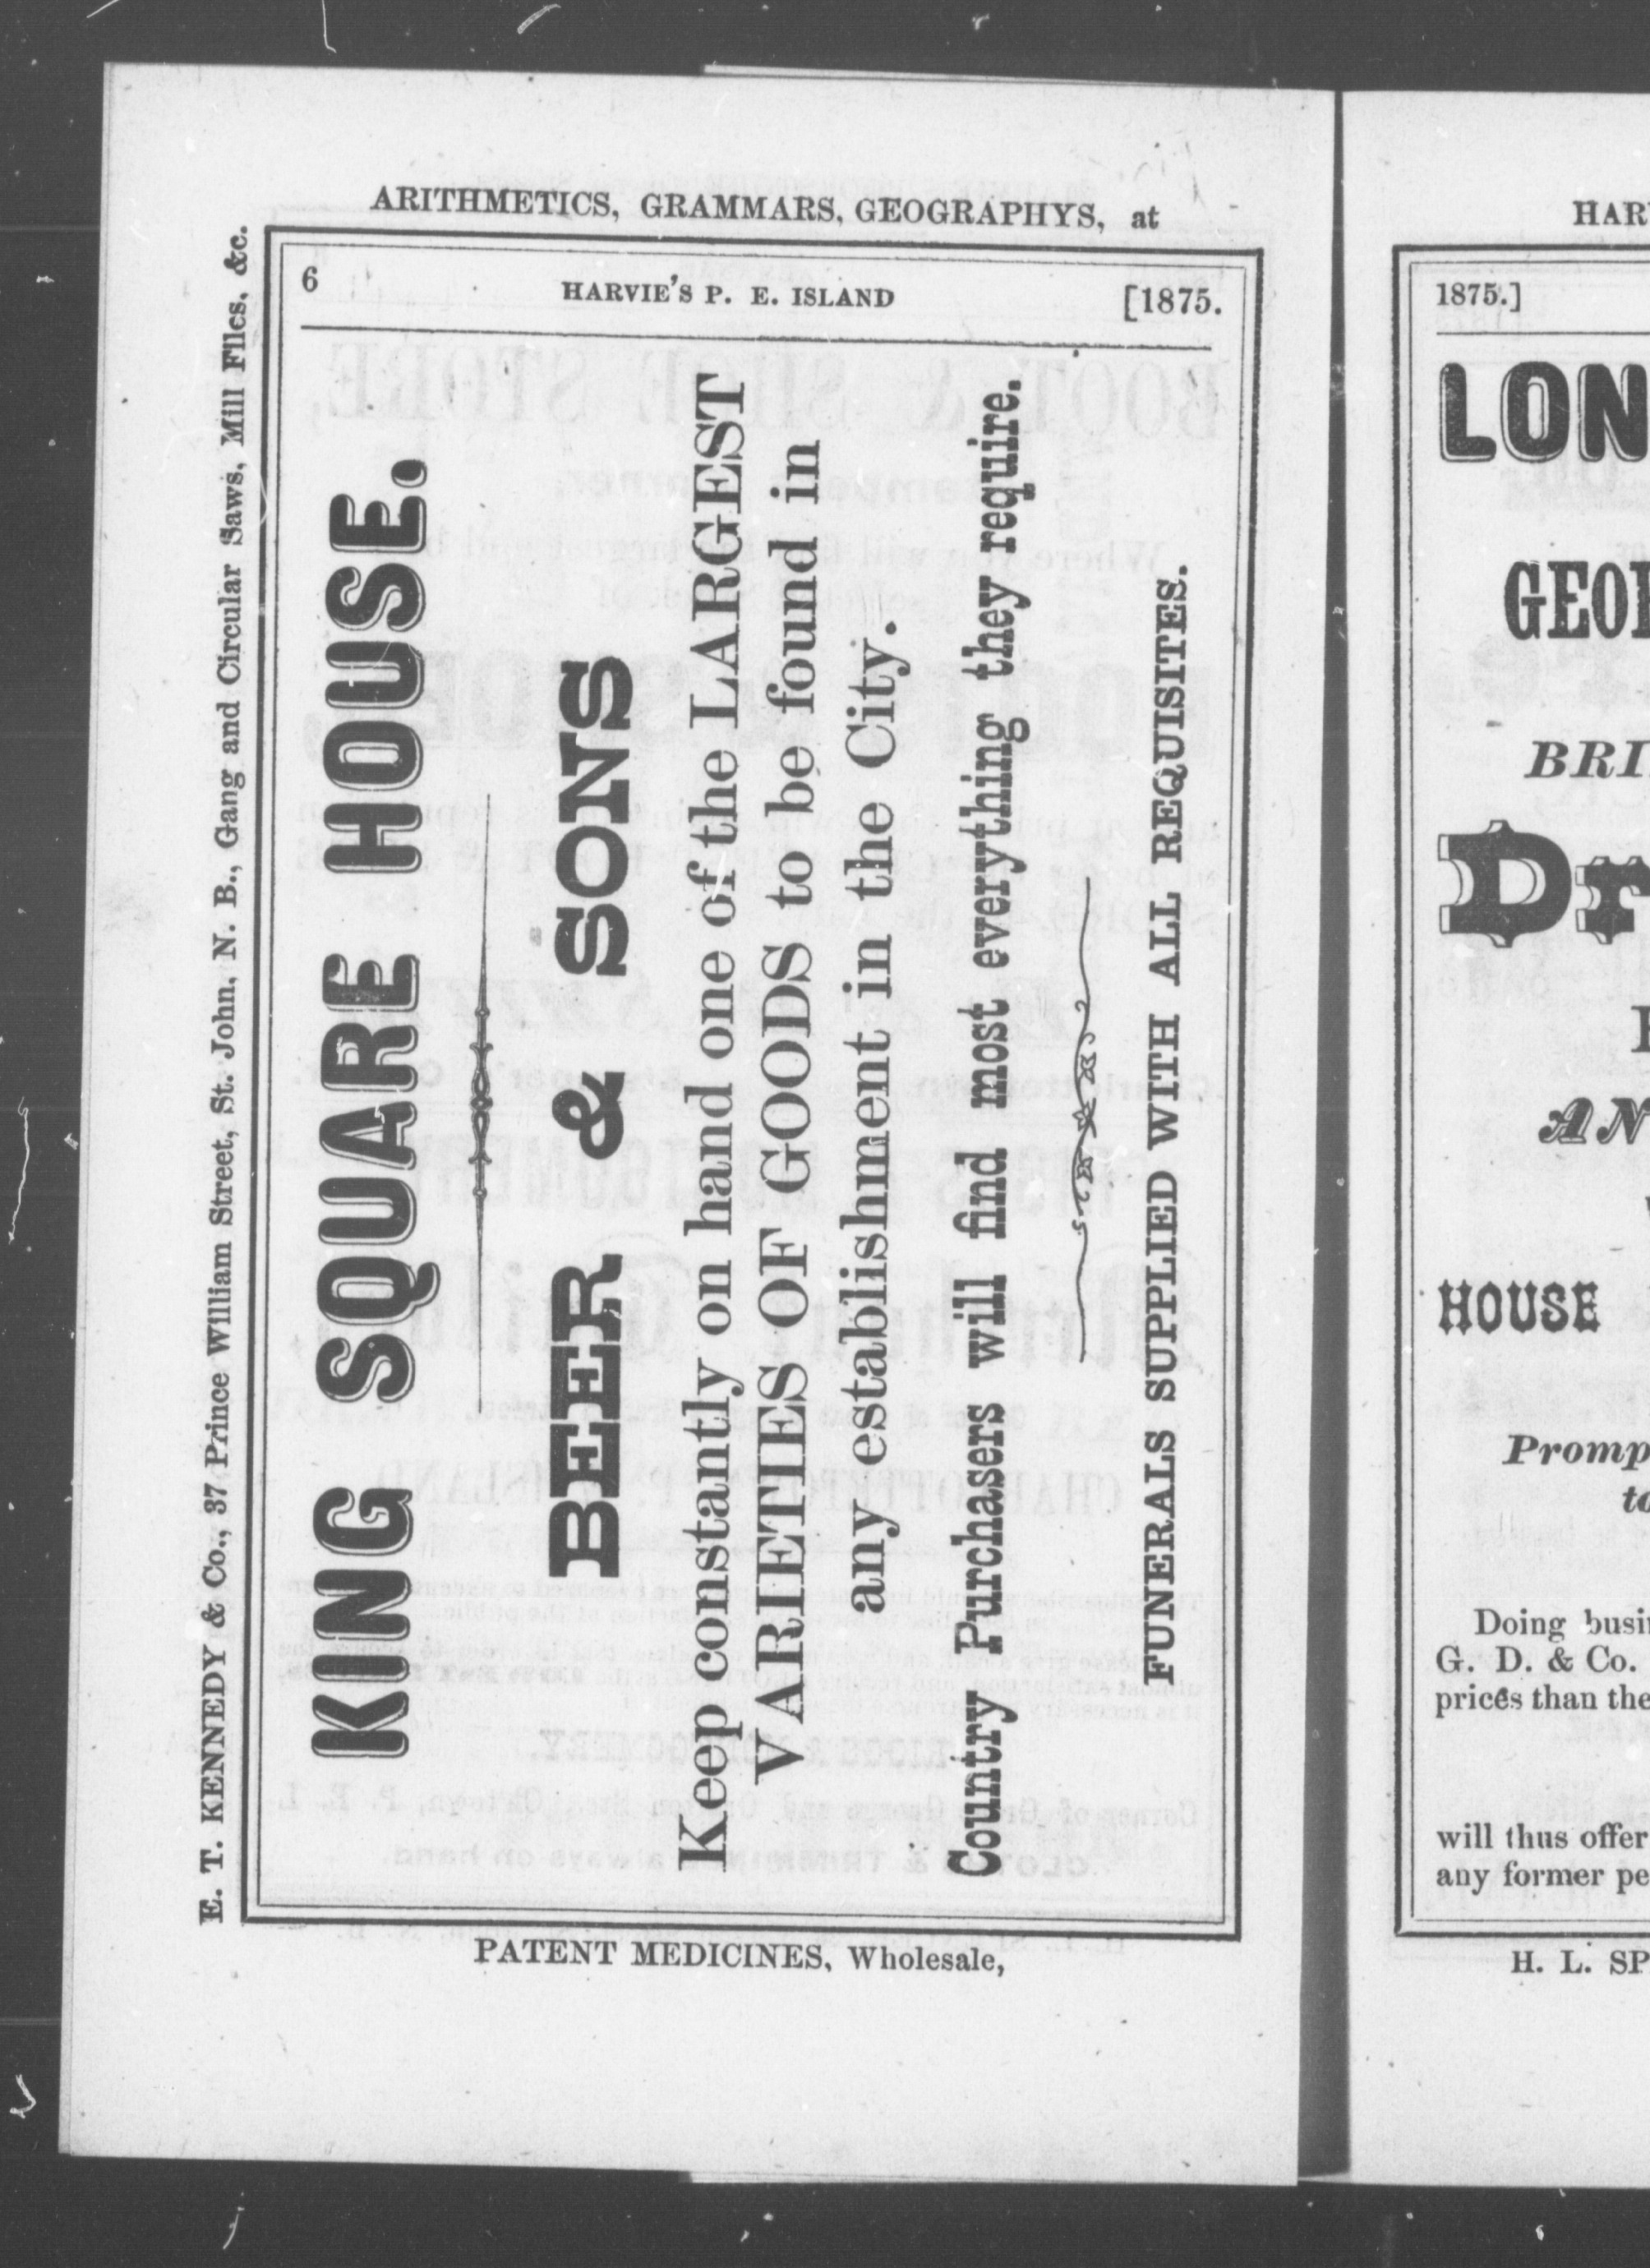 ARITHMETICS, GRAMMARS, GEOGRAPHYS, at
6 HARVIE'S P. E. ISLAND [1875.
E. T. KENNEDY & Co., 37 Prince William Street, St. John, N. B., Gang and Circular Saws, Mill Files, &c.
KING SQUARE HOUSE.
BEER & SONS
Keep constantly on hand one of the LARGEST
VARIETIES OF GOODS to be found in
any establishment in the City.
Country Purchasers will find most everything they require.
FUNERALS SUPPLIED WITH ALL REQUISITES.
PATENT MEDICINES, Wholesale,
1875.]
HOUSE
Doing
G. D. & Co.
prices than
will thus offer
any former
H. L.